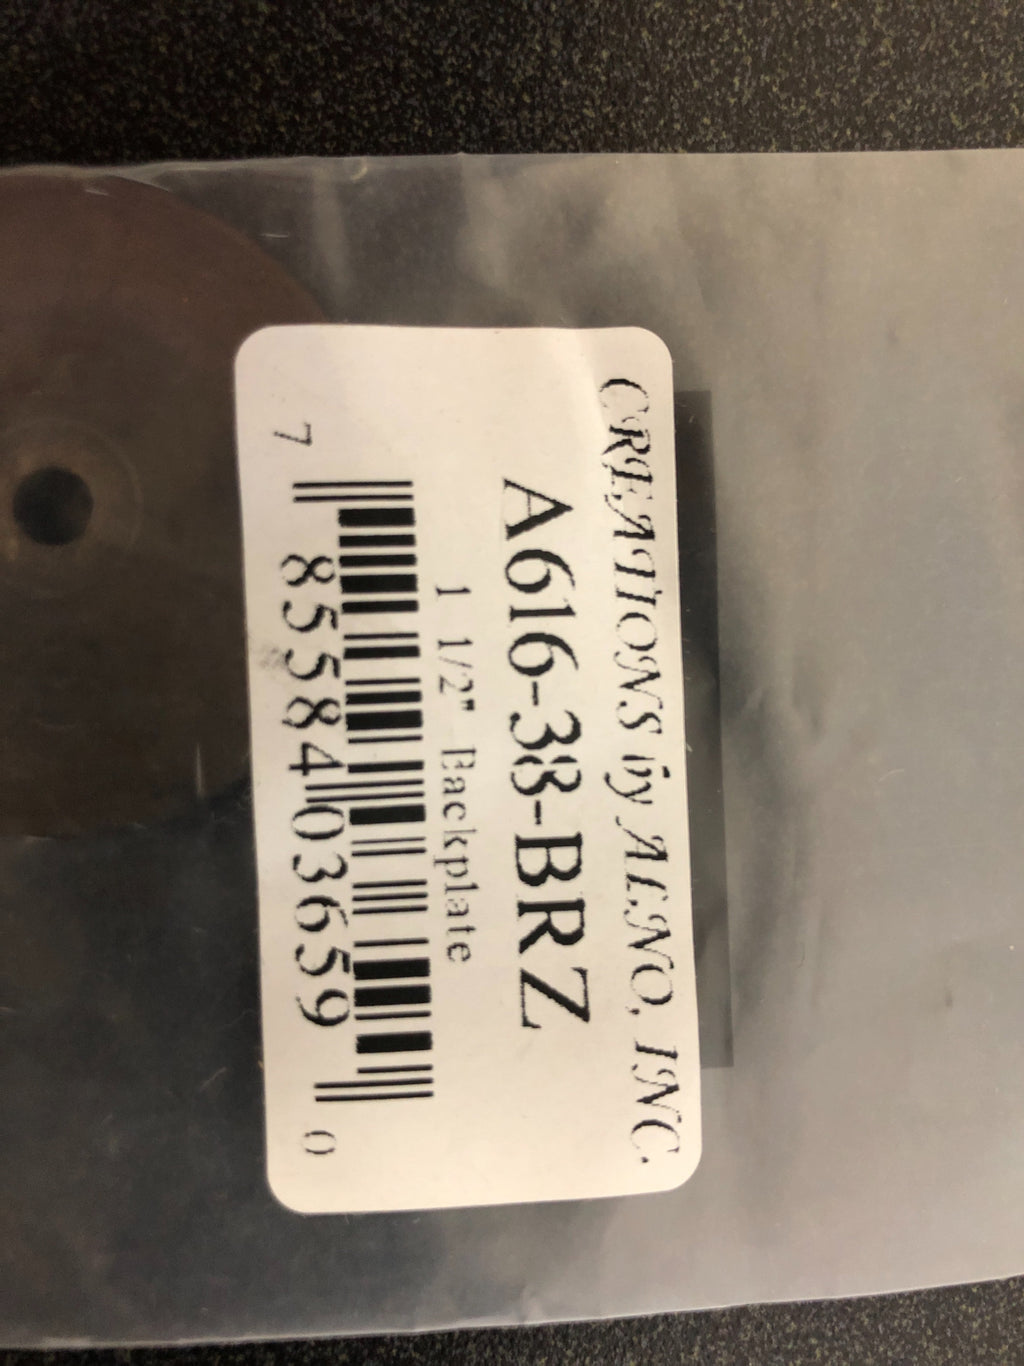 CREATIONS by ALNO, INC.
A616-38-BRZ
1 1/2" Backplate
7 85584 03659 0